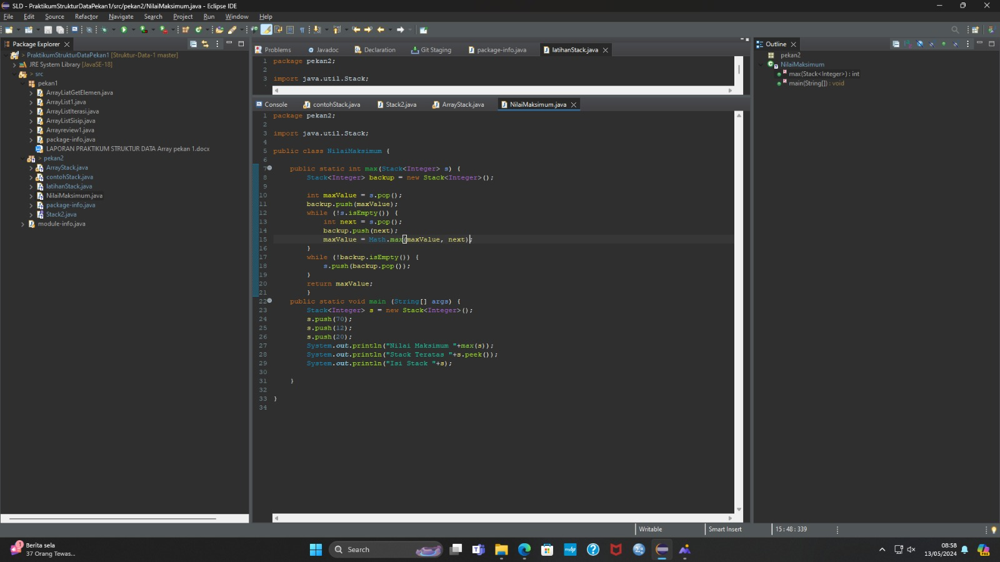 SLD - PraktikumStrukturDataPekan1/src/pekan2/NilaiMaksimum.java - Eclipse IDE
File Edit Source Refactor Navigate Search Project Run Window Help
Package Explorer
PraktikumStrukturDataPekan1 [Struktur-Data-1 master]
JRE System Library [JavaSE-18]
> src
pekan1
ArrayLiatGetElemen.java
ArrayList1.java
ArrayListIterasi.java
ArrayListSisip.java
Arrayreview1.java
package-info.java
LAPORAN PRAKTIKUM STRUKTUR DATA Array pekan 1.docx
> pekan2
ArrayStack.java
contohStack.java
latihanStack.java
NilaiMaksimum.java
package-info.java
Stack2.java
module-info.java
Problems Javadoc Declaration Git Staging package-info.java latihanStack.java
1 package pekan2;
2
3 import java.util.Stack;
Console contohStack.java Stack2.java ArrayStack.java NilaiMaksimum.java
1 package pekan2;
2
3 import java.util.Stack;
4
5 public class NilaiMaksimum {
6
7 public static int max(Stack<Integer> s) {
8 Stack<Integer> backup = new Stack<Integer>();
9
10 int maxValue = s.pop();
11 backup.push(maxValue);
12 while (!s.isEmpty()) {
13 int next = s.pop();
14 backup.push(next);
15 maxValue = Math.max(maxValue, next);
16 }
17 while (!backup.isEmpty()) {
18 s.push(backup.pop());
19 }
20 return maxValue;
21 }
22 public static void main (String[] args) {
23 Stack<Integer> s = new Stack<Integer>();
24 s.push(70);
25 s.push(12);
26 s.push(20);
27 System.out.println("Nilai Maksimum "+max(s));
28 System.out.println("Stack Teratas "+s.peek());
29 System.out.println("Isi Stack "+s);
30
31 }
32
33 }
34
Outline
pekan2
NilaiMaksimum
max(Stack<Integer>) : int
main(String[]) : void
Writable Smart Insert 15 : 48 : 339
1
Berita sela
37 Orang Tewas...
Search
08:58
13/05/2024
PRE